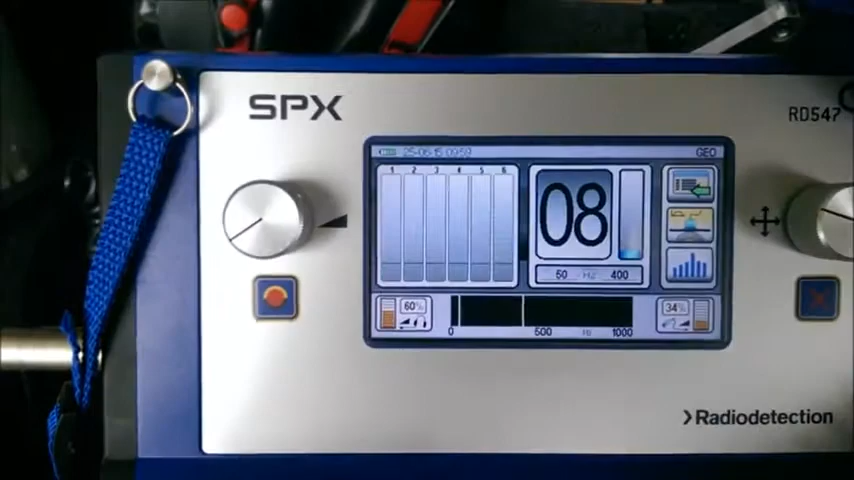 SPX
RD547
25-06-15 09:59
GEO
1 2 3 4 5 6
08
50 HZ 400
60%
34%
0 500 Hz 1000
Radiodetection